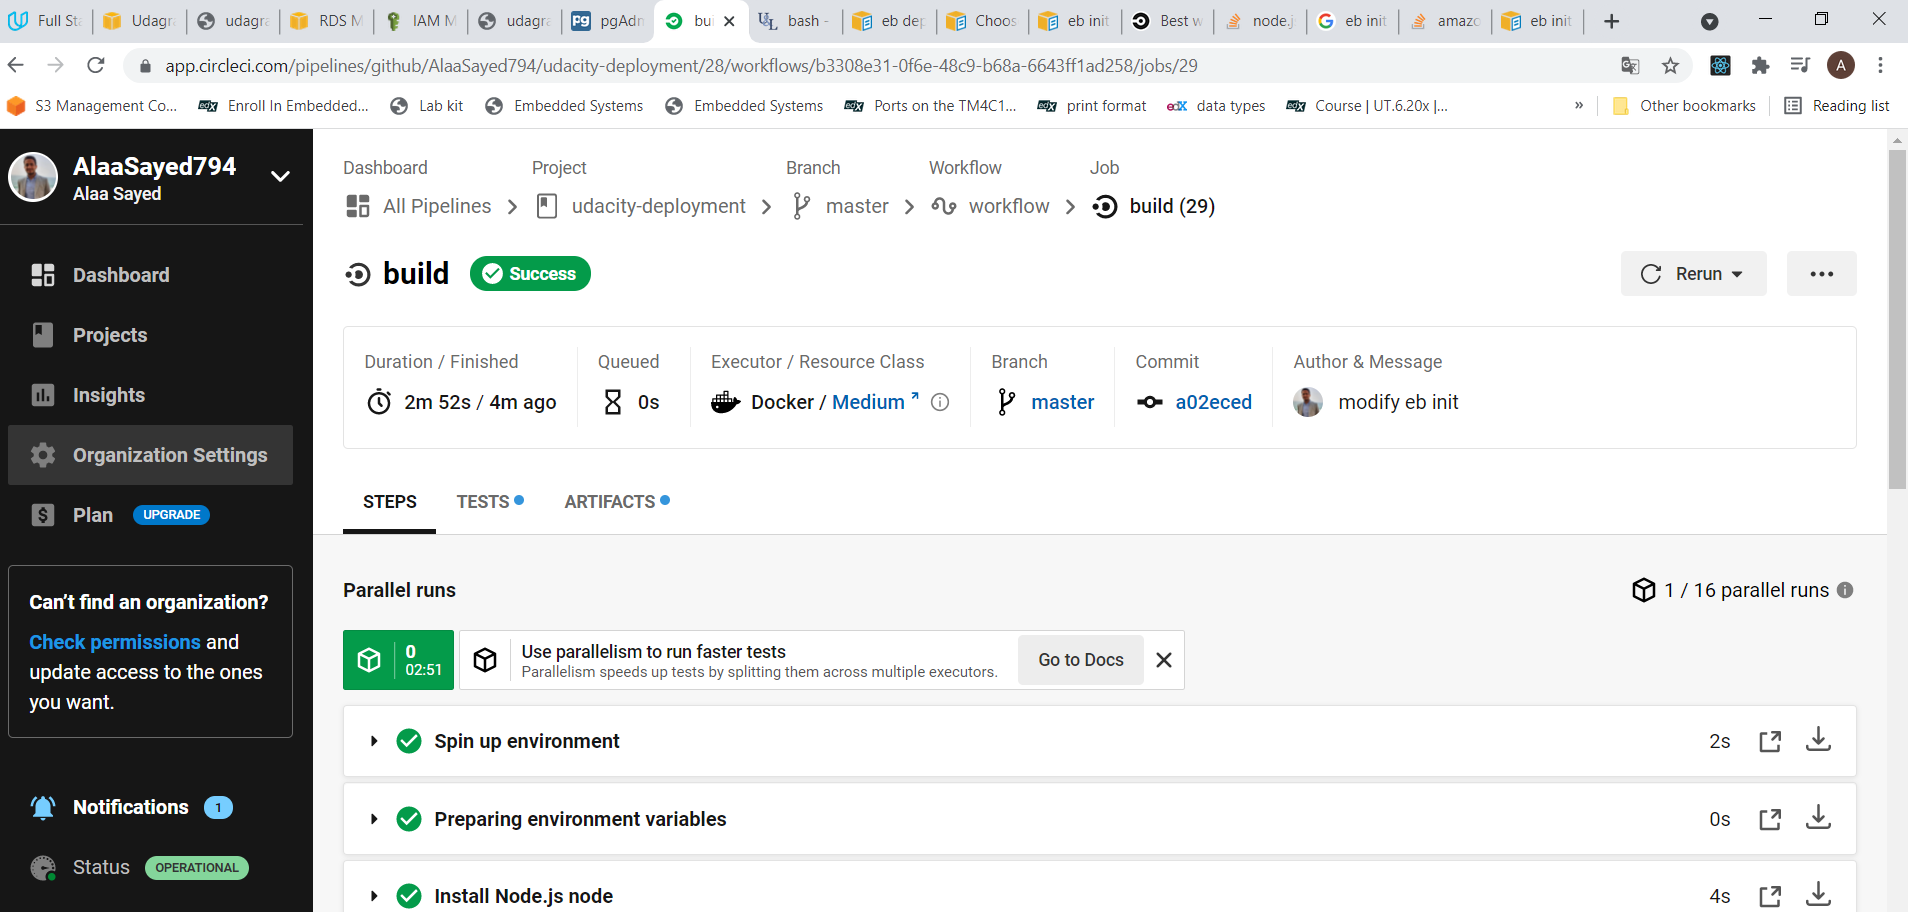 Full St
Udagr
udagra
RDS M
IAM M
udagra
pgAdm
bui
bash -
eb dep
Choos
eb init
Best w
node.j
eb init
amazo
eb init
app.circleci.com/pipelines/github/AlaaSayed794/udacity-deployment/28/workflows/b3308e31-0f6e-48c9-b68a-6643ff1ad258/jobs/29
A
S3 Management Co...
edX
Enroll In Embedded...
Lab kit
Embedded Systems
Embedded Systems
edX
Ports on the TM4C1...
edX
print format
edX
data types
edX
Course | UT.6.20x |...
»
Other bookmarks
Reading list
AlaaSayed794
Alaa Sayed
Dashboard
Projects
Insights
Organization Settings
Plan
UPGRADE
Can't find an organization?
Check permissions and
update access to the ones
you want.
Notifications
1
Status
OPERATIONAL
Dashboard
Project
Branch
Workflow
Job
All Pipelines
udacity-deployment
master
workflow
build (29)
build
Success
Rerun
Duration / Finished
2m 52s / 4m ago
Queued
0s
Executor / Resource Class
Docker / Medium
Branch
master
Commit
a02eced
Author & Message
modify eb init
STEPS
TESTS
ARTIFACTS
Parallel runs
1 / 16 parallel runs
0
02:51
Use parallelism to run faster tests
Parallelism speeds up tests by splitting them across multiple executors.
Go to Docs
Spin up environment
2s
Preparing environment variables
0s
Install Node.js node
4s